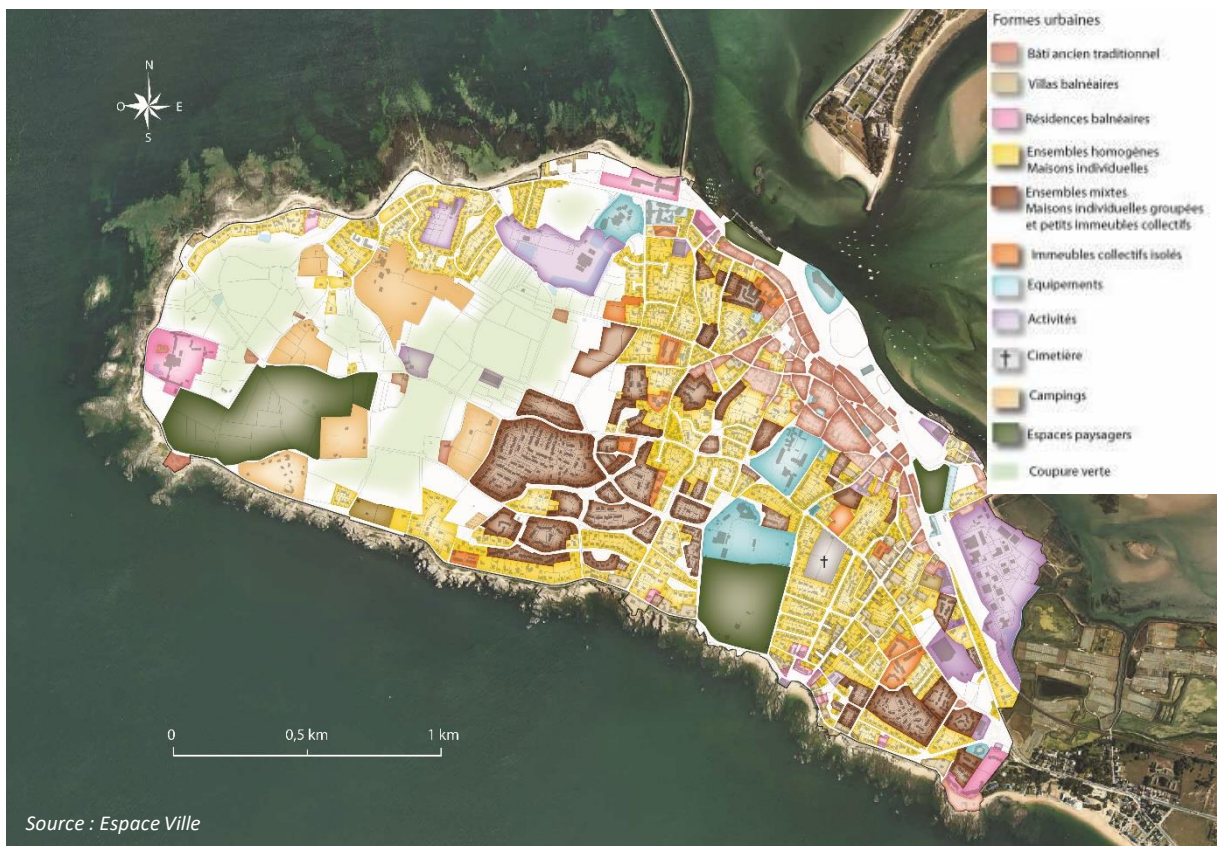 Formes urbaines
Bâti ancien traditionnel
Villas balnéaires
Résidences balnéaires
Ensembles homogènes
Maisons individuelles
Ensembles mixtes
Maisons individuelles groupées
et petits immeubles collectifs
Immeubles collectifs isolés
Equipements
Activités
Cimetière
Campings
Espaces paysagers
Coupure verte
N
O
E
S
0
0,5 km
1 km
Source : Espace Ville